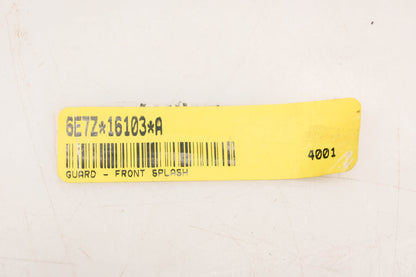 6E7Z*16103*A
4001
GUARD - FRONT SPLASH